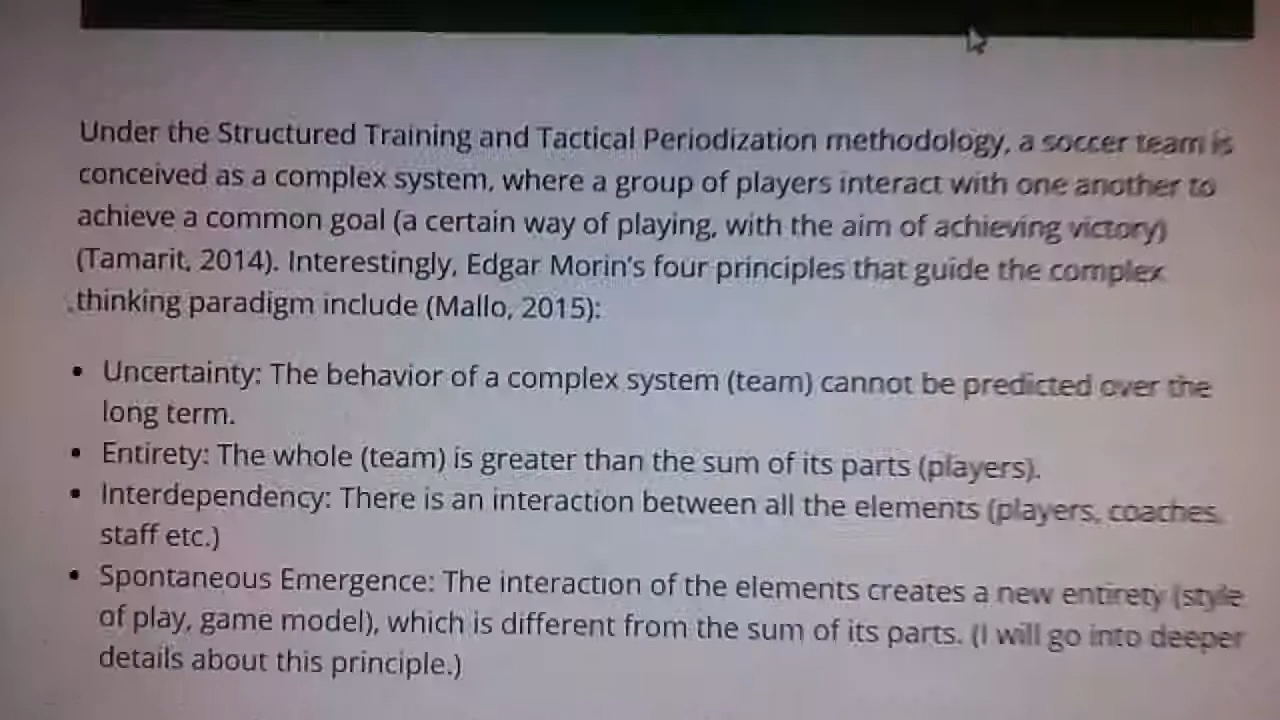 Under the Structured Training and Tactical Periodization methodology, a soccer team is
conceived as a complex system, where a group of players interact with one another to
achieve a common goal (a certain way of playing, with the aim of achieving victory)
(Tamarit, 2014). Interestingly, Edgar Morin's four principles that guide the complex
thinking paradigm include (Mallo, 2015):
• Uncertainty: The behavior of a complex system (team) cannot be predicted over the
long term.
• Entirety: The whole (team) is greater than the sum of its parts (players).
• Interdependency: There is an interaction between all the elements (players, coaches,
staff etc.)
• Spontaneous Emergence: The interaction of the elements creates a new entirety (style
of play, game model), which is different from the sum of its parts. (I will go into deeper
details about this principle.)